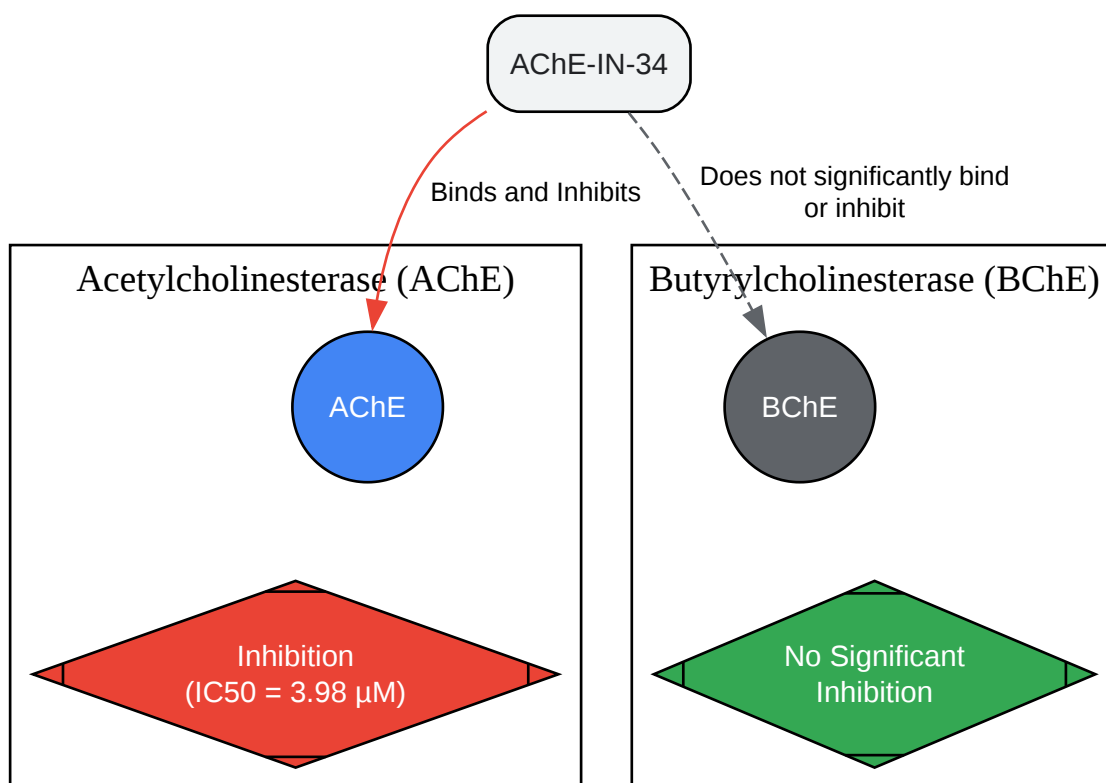 AChE-IN-34
Binds and Inhibits
Does not significantly bind
or inhibit
Acetylcholinesterase (AChE)
Butyrylcholinesterase (BChE)
AChE
BChE
Inhibition
(IC50 = 3.98 µM)
No Significant
Inhibition